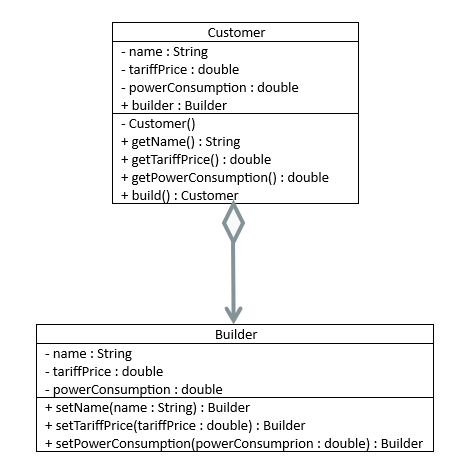 Customer
- name : String
- tariffPrice : double
- powerConsumption : double
+ builder : Builder
- Customer()
+ getName() : String
+ getTariffPrice() : double
+ getPowerConsumption() : double
+ build() : Customer
Builder
- name : String
- tariffPrice : double
- powerConsumption : double
+ setName(name : String) : Builder
+ setTariffPrice(tariffPrice : double) : Builder
+ setPowerConsumption(powerConsumprion : double) : Builder